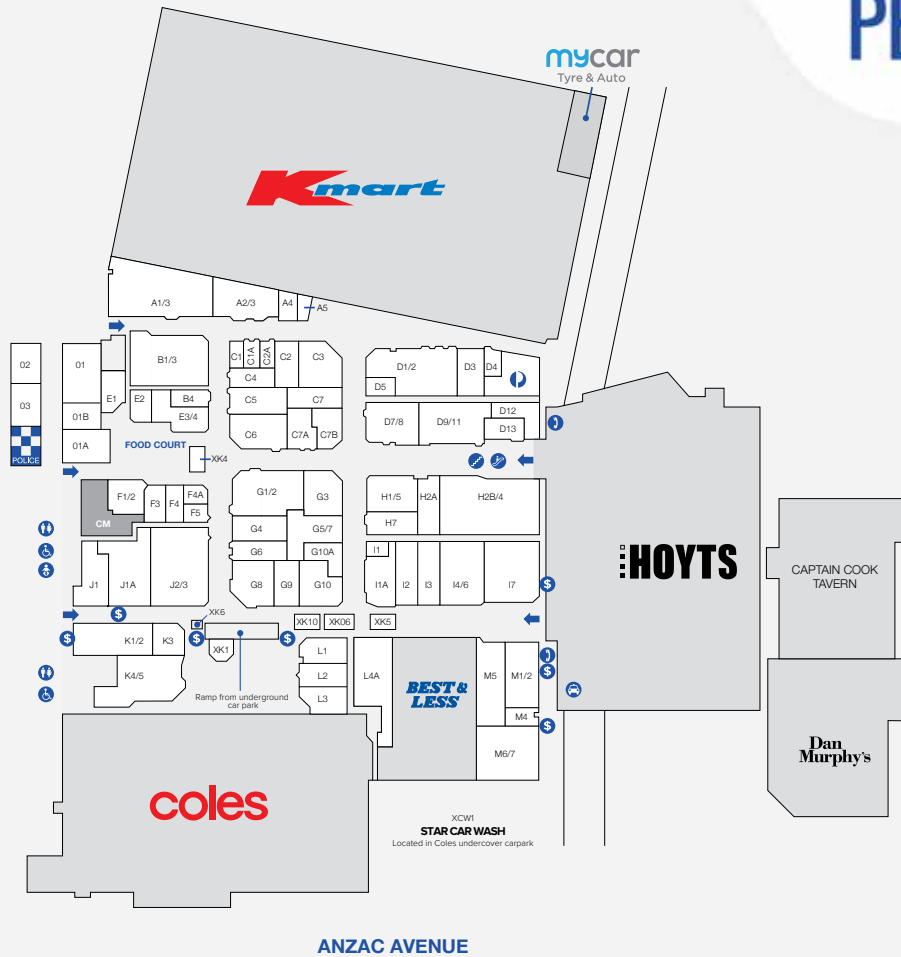 PE
mycar
Tyre & Auto
Kmart
A1/3
A2/3
A4
A5
02
03
POLICE
01
01B
01A
E1
B1/3
E2
B4
E3/4
FOOD COURT
XK4
C1
C1A
C2A
C2
C3
C4
C5
C7
C6
C7A
C7B
D1/2
D3
D4
D5
D7/8
D9/11
D12
D13
CM
F1/2
F3
F4
F4A
F5
G1/2
G3
G4
G5/7
G6
G10A
G8
G9
G10
H1/5
H2A
H2B/4
H7
I1
I1A
I2
I3
I4/6
I7
J1
J1A
J2/3
$
$
HOYTS
CAPTAIN COOK
TAVERN
XK6
XK10
XK06
XK5
$
K1/2
K3
$
XK1
$
K4/5
Ramp from underground
car park
L1
L2
L3
L4A
BEST &
LESS
M5
M1/2
$
M4
$
M6/7
Dan
Murphy's
coles
XCW1
STAR CAR WASH
Located in Coles undercover carpark
ANZAC AVENUE